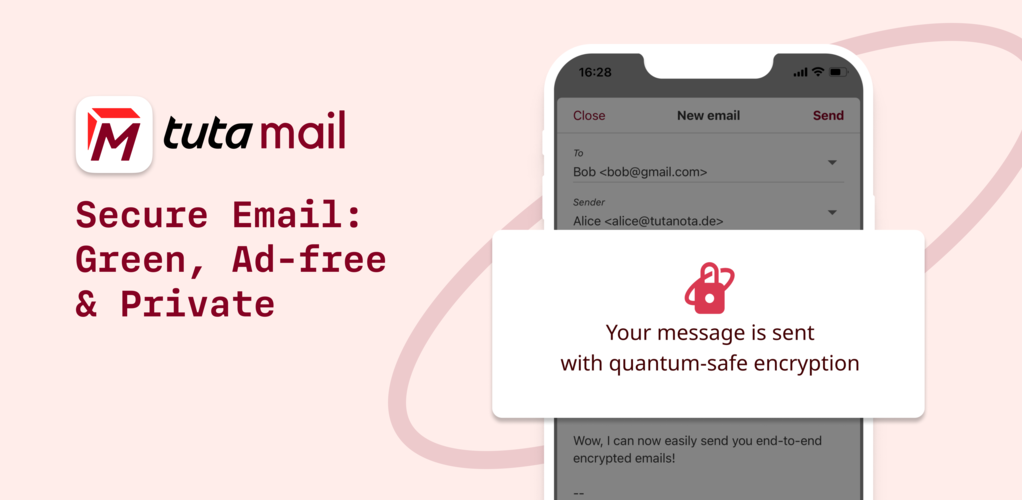 M tuta mail
Secure Email:
Green, Ad-free
& Private
16:28
Close New email Send
To
Bob <bob@gmail.com>
Sender
Alice <alice@tutanota.de>
Your message is sent
with quantum-safe encryption
Wow, I can now easily send you end-to-end
encrypted emails!
--